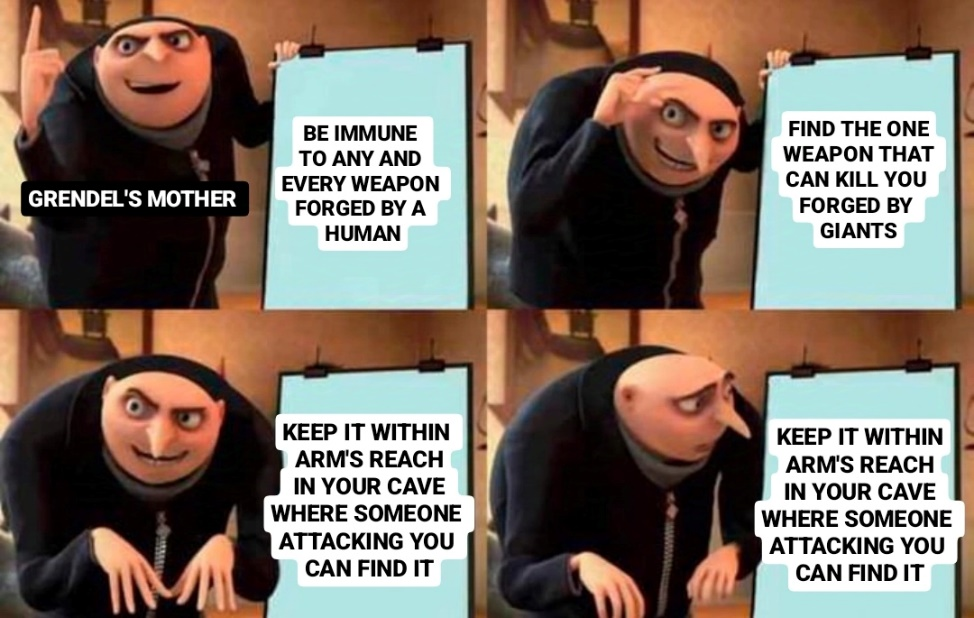 GRENDEL'S MOTHER
BE IMMUNE
TO ANY AND
EVERY WEAPON
FORGED BY A
HUMAN
FIND THE ONE
WEAPON THAT
CAN KILL YOU
FORGED BY
GIANTS
KEEP IT WITHIN
ARM'S REACH
IN YOUR CAVE
WHERE SOMEONE
ATTACKING YOU
CAN FIND IT
KEEP IT WITHIN
ARM'S REACH
IN YOUR CAVE
WHERE SOMEONE
ATTACKING YOU
CAN FIND IT